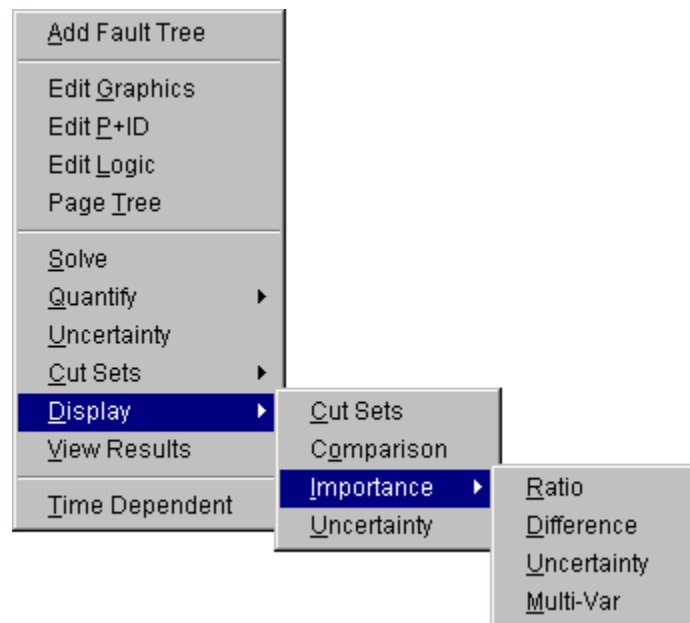 Add Fault Tree
Edit Graphics
Edit P+ID
Edit Logic
Page Tree
Solve
Quantify
Uncertainty
Cut Sets
Display
View Results
Time Dependent
Cut Sets
Comparison
Importance
Uncertainty
Ratio
Difference
Uncertainty
Multi-Var